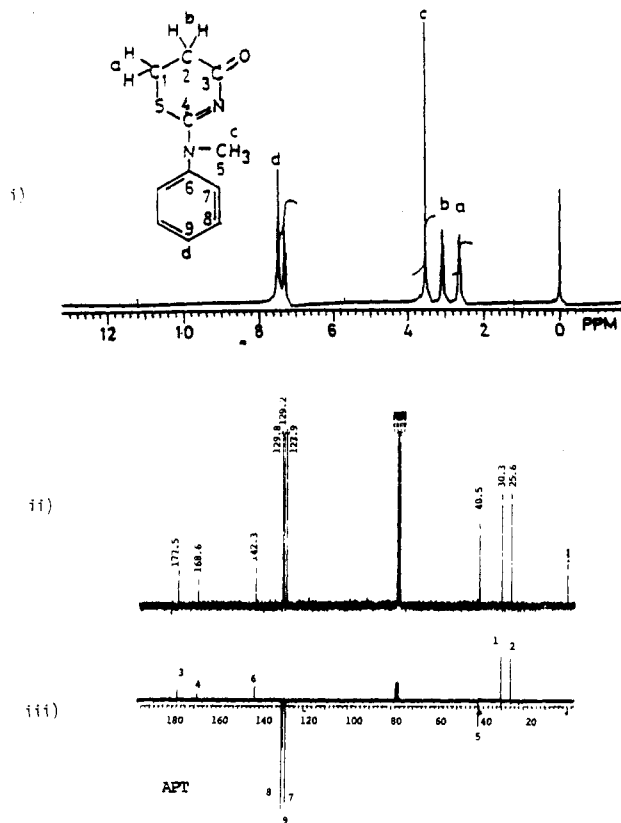 b
H H
H
a
H
C
1
C
2
C
3
O
S
4
C
N
N
c
CH3
5
6
7
8
9
d
i)
d
c
b a
12 10 8 6 4 2 0 PPM
ii)
177.5
168.6
142.3
129.8
129.2
127.9
40.5
30.3
25.6
iii)
3
4
6
1
2
180 160 140 120 100 80 60 40 20
5
8
9
7
APT